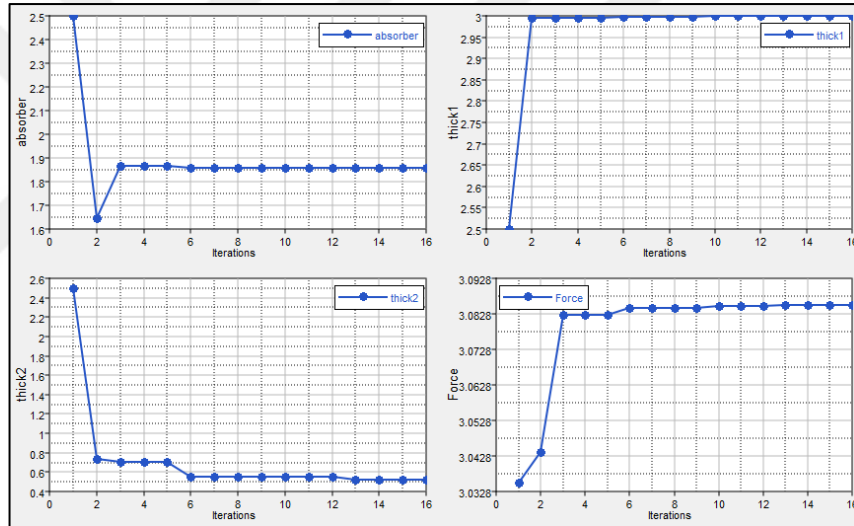 2.5
2.4
2.3
2.2
2.1
2
1.9
1.8
1.7
1.6
absorber
absorber
0 2 4 6 8 10 12 14 16
Iterations
3
2.95
2.9
2.85
2.8
2.75
2.7
2.65
2.6
2.55
2.5
thick1
thick1
0 2 4 6 8 10 12 14 16
Iterations
2.6
2.4
2.2
2
1.8
1.6
1.4
1.2
1
0.8
0.6
0.4
thick2
thick2
0 2 4 6 8 10 12 14 16
Iterations
3.0928
3.0828
3.0728
3.0628
3.0528
3.0428
3.0328
Force
Force
0 2 4 6 8 10 12 14 16
Iterations